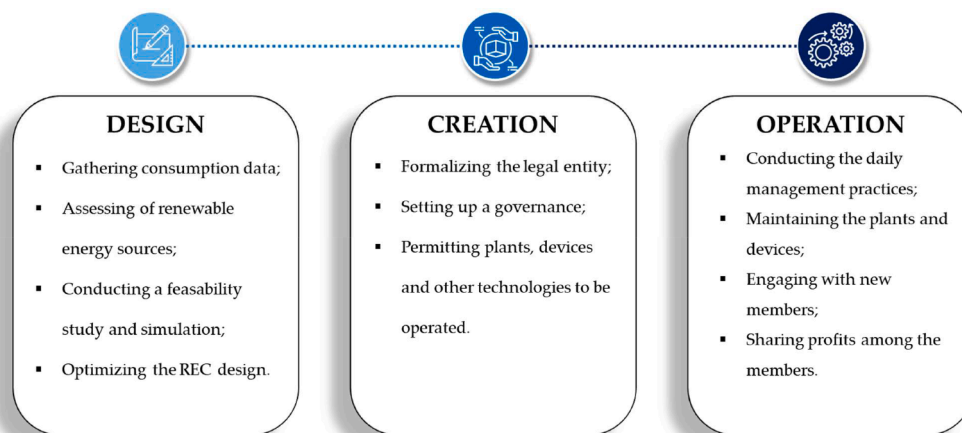 DESIGN
▪ Gathering consumption data;
▪ Assessing of renewable
energy sources;
▪ Conducting a feasability
study and simulation;
▪ Optimizing the REC design.
CREATION
▪ Formalizing the legal entity;
▪ Setting up a governance;
▪ Permitting plants, devices
and other technologies to be
operated.
OPERATION
▪ Conducting the daily
management practices;
▪ Maintaining the plants and
devices;
▪ Engaging with new
members;
▪ Sharing profits among the
members.